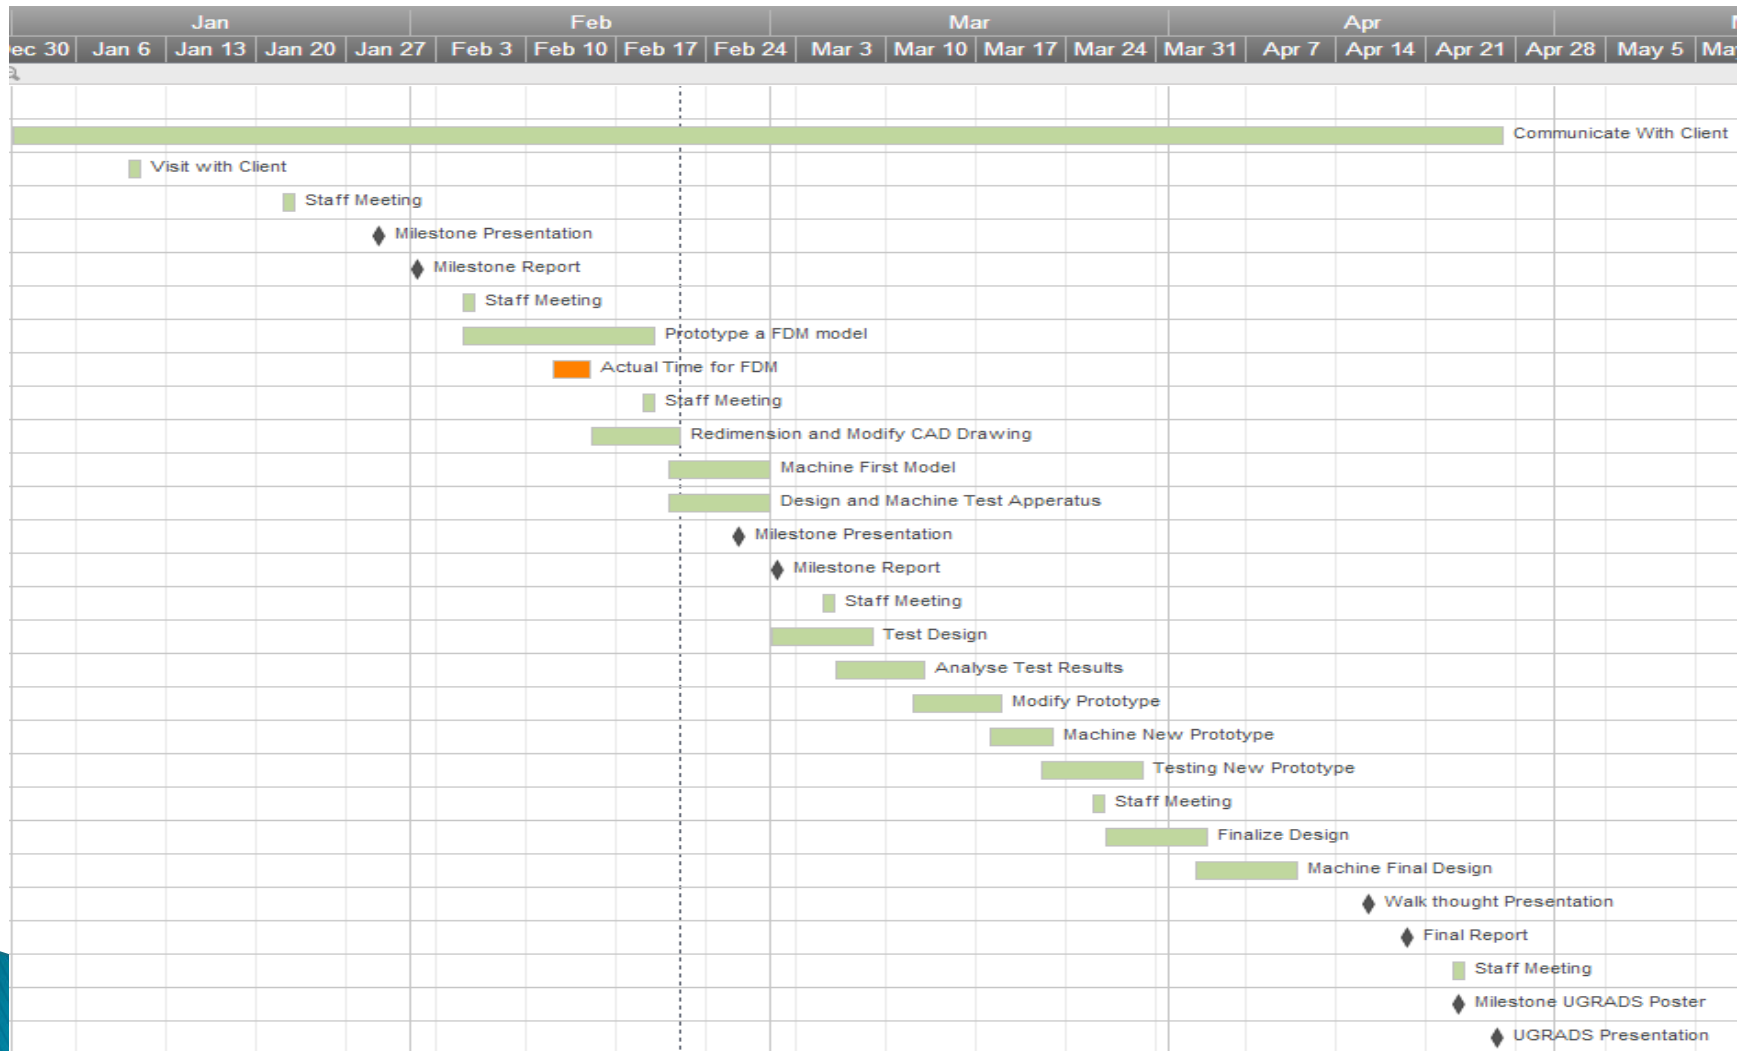 Jan Feb Mar Apr
ec 30 Jan 6 Jan 13 Jan 20 Jan 27 Feb 3 Feb 10 Feb 17 Feb 24 Mar 3 Mar 10 Mar 17 Mar 24 Mar 31 Apr 7 Apr 14 Apr 21 Apr 28 May 5 Ma
Communicate With Client
Visit with Client
Staff Meeting
Milestone Presentation
Milestone Report
Staff Meeting
Prototype a FDM model
Actual Time for FDM
Staff Meeting
Redimension and Modify CAD Drawing
Machine First Model
Design and Machine Test Apparatus
Milestone Presentation
Milestone Report
Staff Meeting
Test Design
Analyse Test Results
Modify Prototype
Machine New Prototype
Testing New Prototype
Staff Meeting
Finalize Design
Machine Final Design
Walk thought Presentation
Final Report
Staff Meeting
Milestone UGRADS Poster
UGRADS Presentation